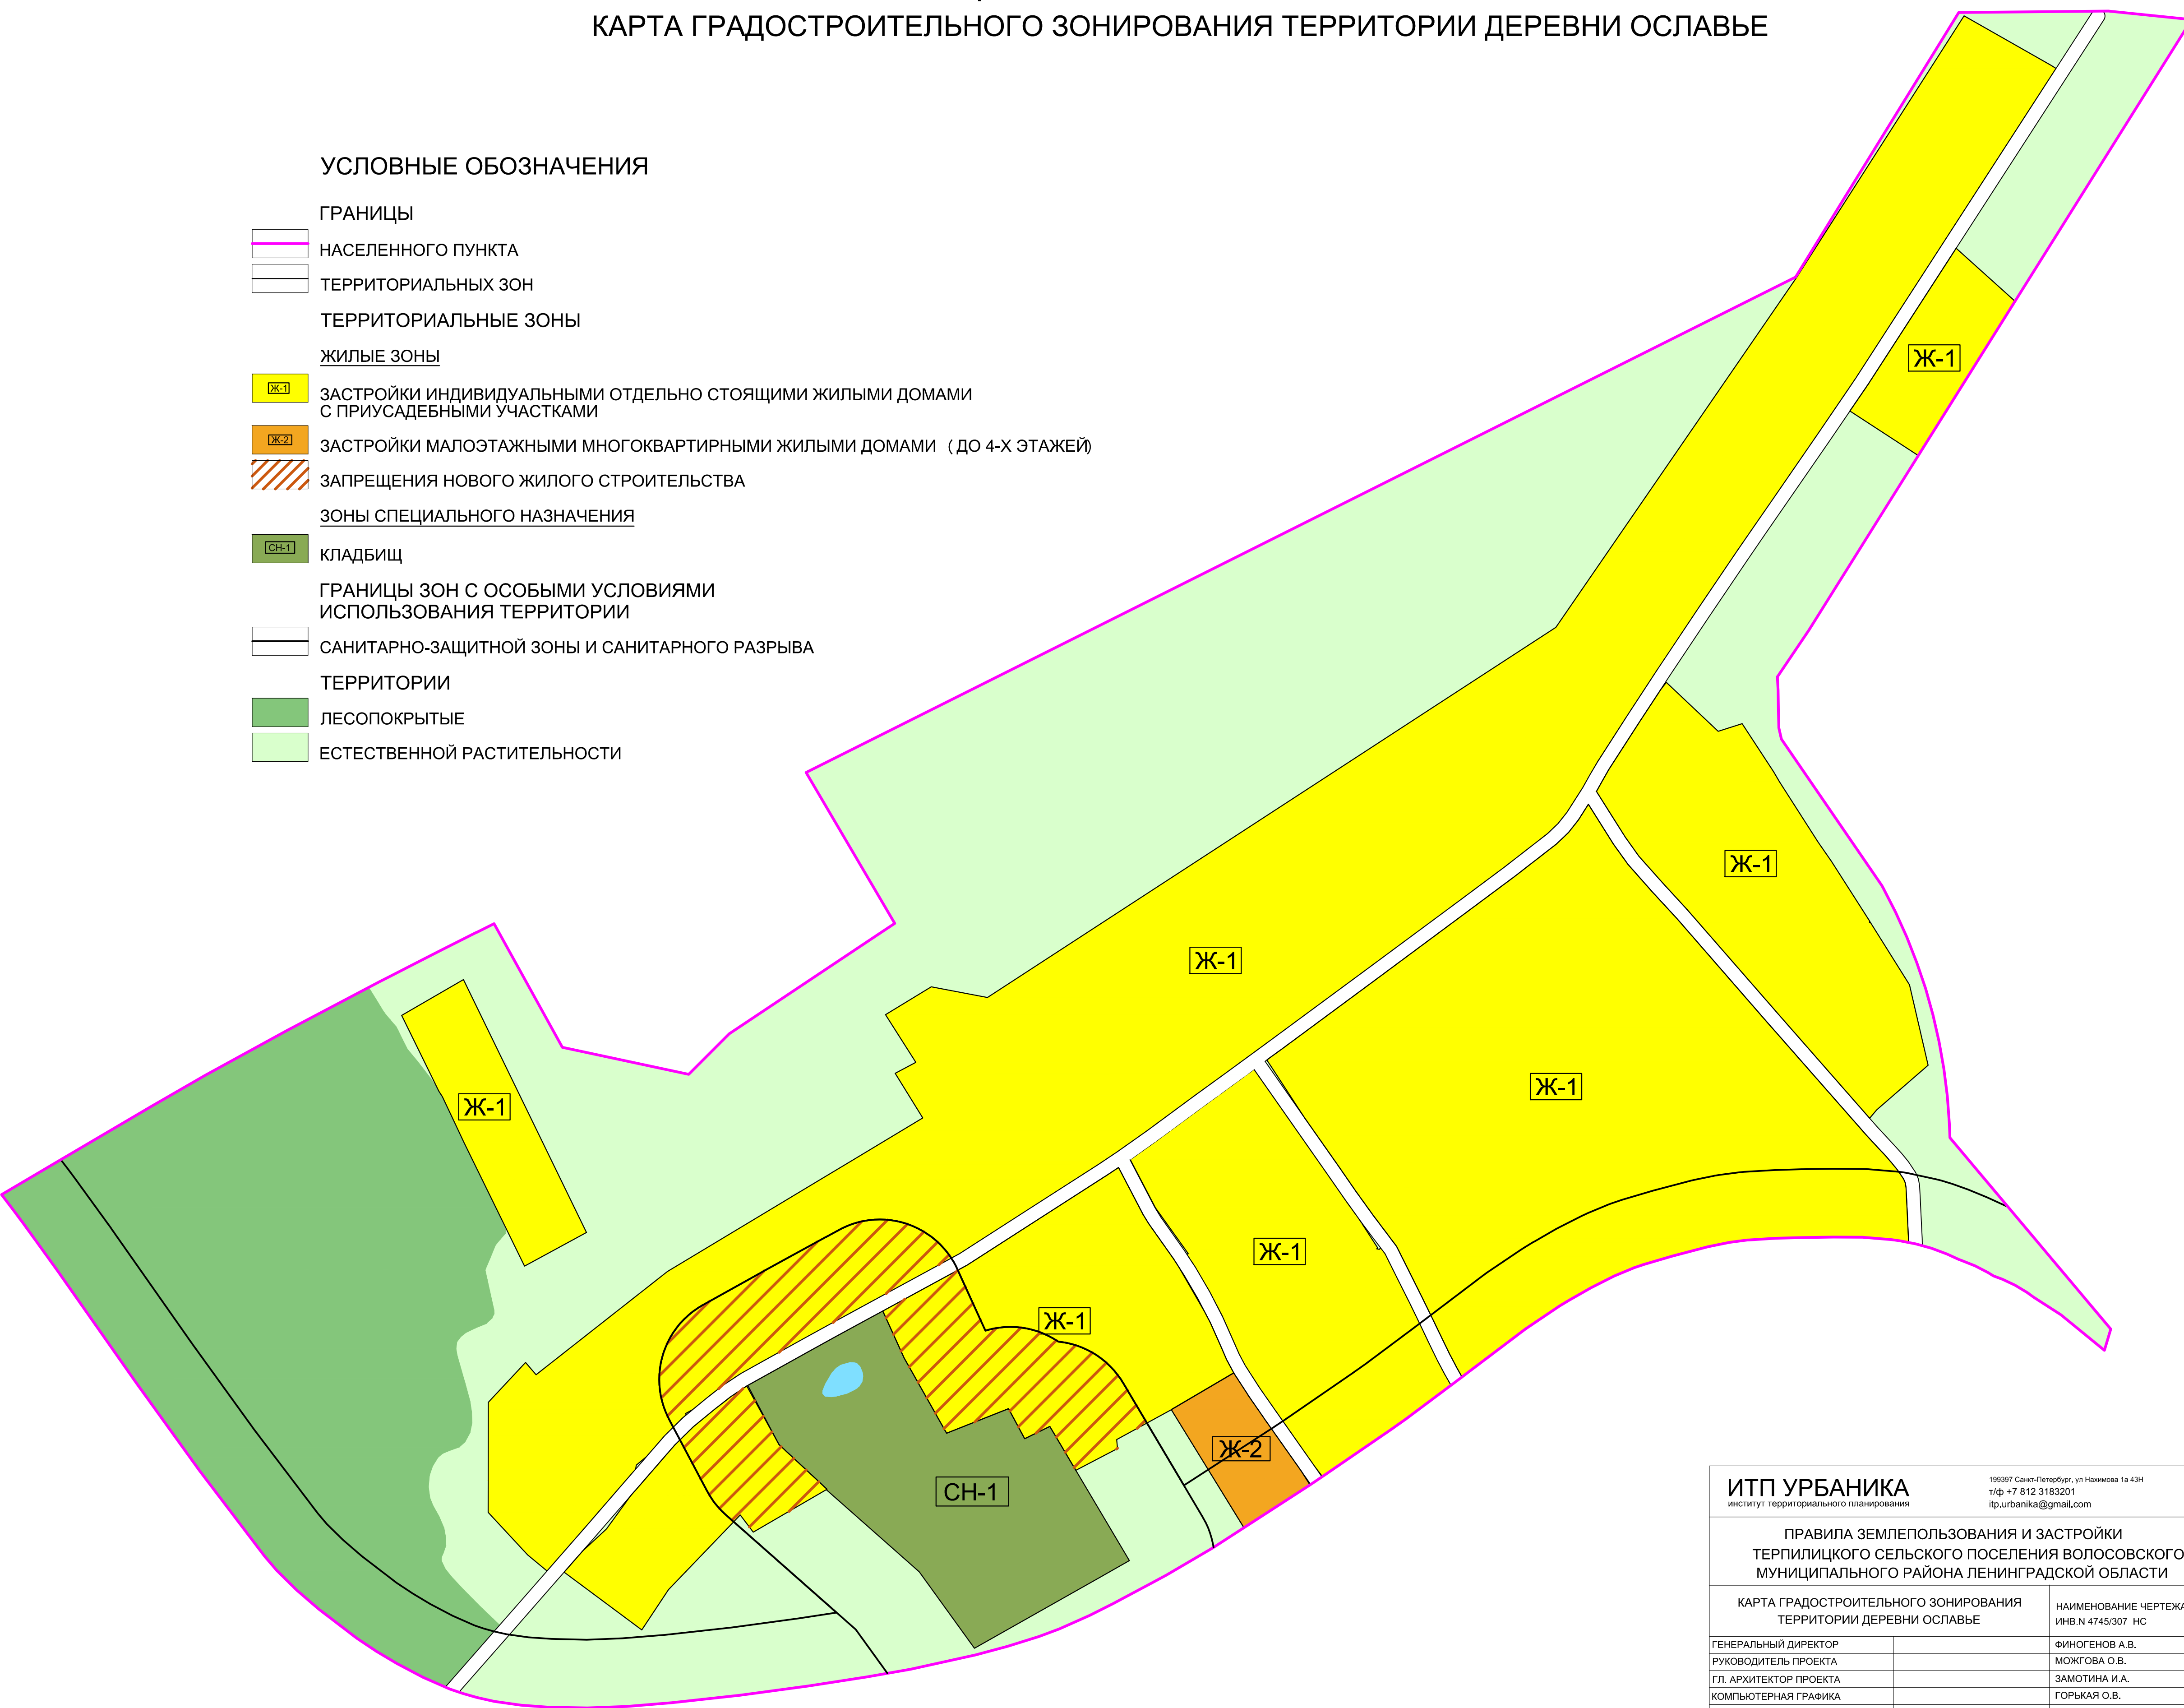 КАРТА ГРАДОСТРОИТЕЛЬНОГО ЗОНИРОВАНИЯ ТЕРРИТОРИИ ДЕРЕВНИ ОСЛАВЬЕ
УСЛОВНЫЕ ОБОЗНАЧЕНИЯ
ГРАНИЦЫ
НАСЕЛЕННОГО ПУНКТА
ТЕРРИТОРИАЛЬНЫХ ЗОН
ТЕРРИТОРИАЛЬНЫЕ ЗОНЫ
ЖИЛЫЕ ЗОНЫ
Ж-1 ЗАСТРОЙКИ ИНДИВИДУАЛЬНЫМИ ОТДЕЛЬНО СТОЯЩИМИ ЖИЛЫМИ ДОМАМИ
С ПРИУСАДЕБНЫМИ УЧАСТКАМИ
Ж-2 ЗАСТРОЙКИ МАЛОЭТАЖНЫМИ МНОГОКВАРТИРНЫМИ ЖИЛЫМИ ДОМАМИ ( ДО 4-Х ЭТАЖЕЙ)
ЗАПРЕЩЕНИЯ НОВОГО ЖИЛОГО СТРОИТЕЛЬСТВА
ЗОНЫ СПЕЦИАЛЬНОГО НАЗНАЧЕНИЯ
СН-1 КЛАДБИЩ
ГРАНИЦЫ ЗОН С ОСОБЫМИ УСЛОВИЯМИ
ИСПОЛЬЗОВАНИЯ ТЕРРИТОРИИ
САНИТАРНО-ЗАЩИТНОЙ ЗОНЫ И САНИТАРНОГО РАЗРЫВА
ТЕРРИТОРИИ
ЛЕСОПОКРЫТЫЕ
ЕСТЕСТВЕННОЙ РАСТИТЕЛЬНОСТИ
Ж-1
Ж-1
Ж-1
Ж-1
Ж-1
Ж-1
Ж-1
Ж-2
СН-1
ИТП УРБАНИКА
институт территориального планирования
199397 Санкт-Петербург, ул Нахимова 1а 43Н
т/ф +7 812 3183201
itp.urbanika@gmail.com
ПРАВИЛА ЗЕМЛЕПОЛЬЗОВАНИЯ И ЗАСТРОЙКИ
ТЕРПИЛИЦКОГО СЕЛЬСКОГО ПОСЕЛЕНИЯ ВОЛОСОВСКОГО
МУНИЦИПАЛЬНОГО РАЙОНА ЛЕНИНГРАДСКОЙ ОБЛАСТИ
КАРТА ГРАДОСТРОИТЕЛЬНОГО ЗОНИРОВАНИЯ
ТЕРРИТОРИИ ДЕРЕВНИ ОСЛАВЬЕ
НАИМЕНОВАНИЕ ЧЕРТЕЖА
ИНВ.N 4745/307 НС
ГЕНЕРАЛЬНЫЙ ДИРЕКТОР ФИНОГЕНОВ А.В.
РУКОВОДИТЕЛЬ ПРОЕКТА МОЖГОВА О.В.
ГЛ. АРХИТЕКТОР ПРОЕКТА ЗАМОТИНА И.А.
КОМПЬЮТЕРНАЯ ГРАФИКА ГОРЬКАЯ О.В.